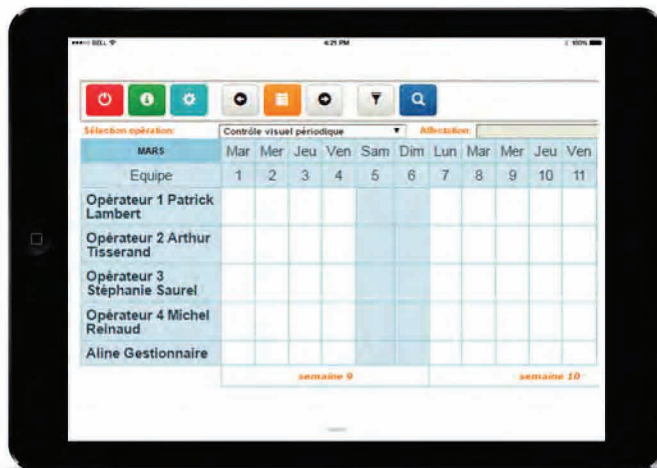 BELL
4:21 PM
100%
Sélection opération:
Contrôle visuel périodique
Affectation:
MARS
Mar Mer Jeu Ven Sam Dim Lun Mar Mer Jeu Ven
Equipe
1 2 3 4 5 6 7 8 9 10 11
Opérateur 1 Patrick
Lambert
Opérateur 2 Arthur
Tisserand
Opérateur 3
Stéphanie Saurel
Opérateur 4 Michel
Reinaud
Aline Gestionnaire
semaine 9
semaine 10